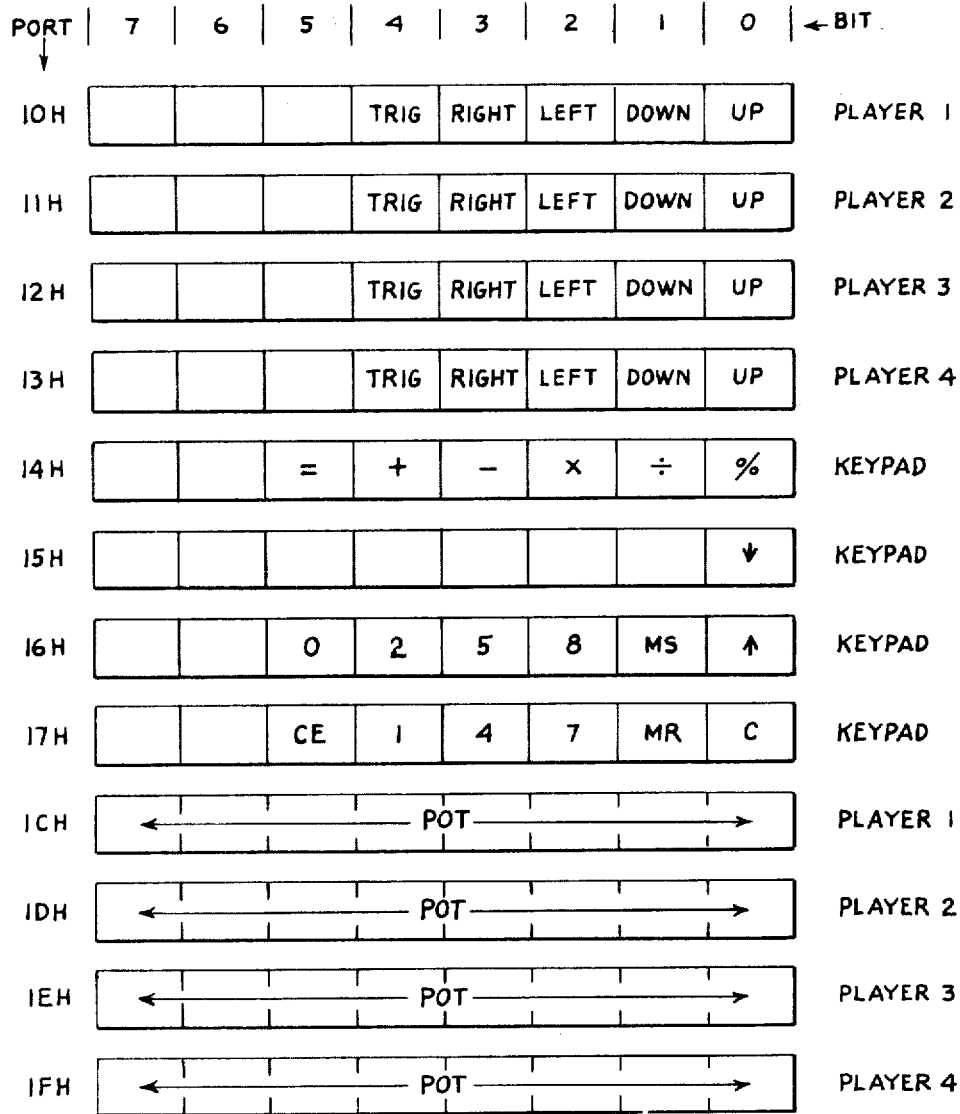 PORT | 7 | 6 | 5 | 4 | 3 | 2 | 1 | 0 | ← BIT
↓
10H TRIG RIGHT LEFT DOWN UP PLAYER 1
11H TRIG RIGHT LEFT DOWN UP PLAYER 2
12H TRIG RIGHT LEFT DOWN UP PLAYER 3
13H TRIG RIGHT LEFT DOWN UP PLAYER 4
14H = + - × ÷ % KEYPAD
15H ↓ KEYPAD
16H 0 2 5 8 MS ↑ KEYPAD
17H CE 1 4 7 MR C KEYPAD
1CH ← POT → PLAYER 1
1DH ← POT → PLAYER 2
1EH ← POT → PLAYER 3
1FH ← POT → PLAYER 4